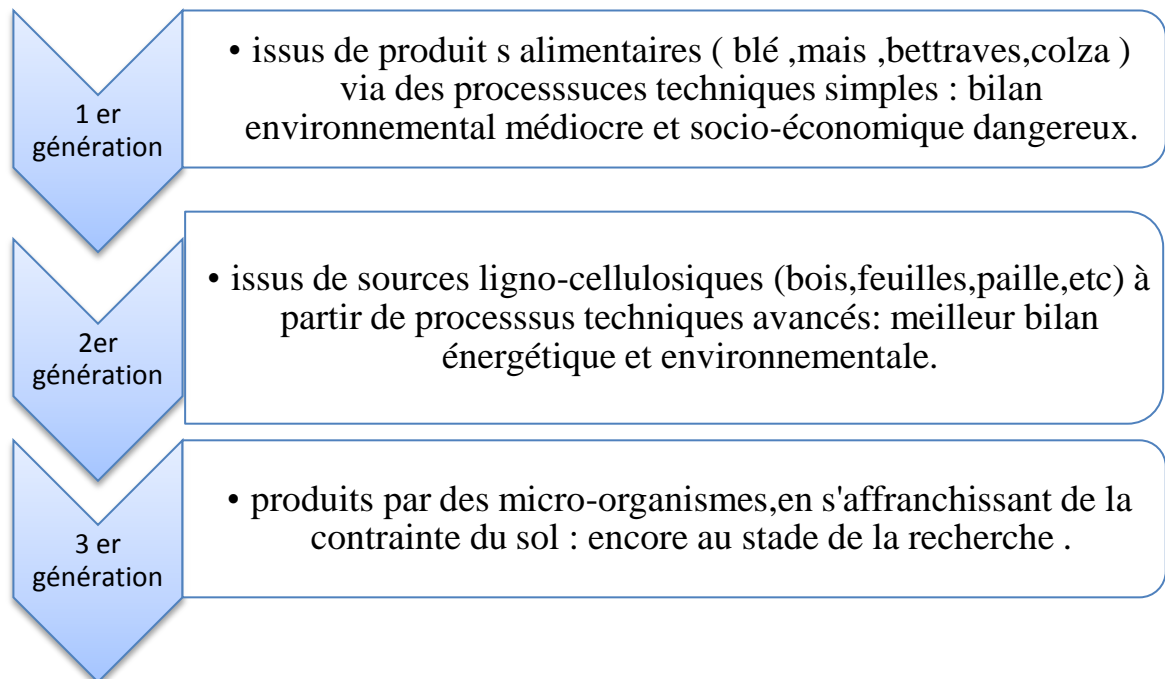 1 er
génération
• issus de produit s alimentaires ( blé ,mais ,bettraves,colza )
via des processsuces techniques simples : bilan
environnemental médiocre et socio-économique dangereux.
2er
génération
• issus de sources ligno-cellulosiques (bois,feuilles,paille,etc) à
partir de processsus techniques avancés: meilleur bilan
énergétique et environnementale.
3 er
génération
• produits par des micro-organismes,en s'affranchissant de la
contrainte du sol : encore au stade de la recherche .